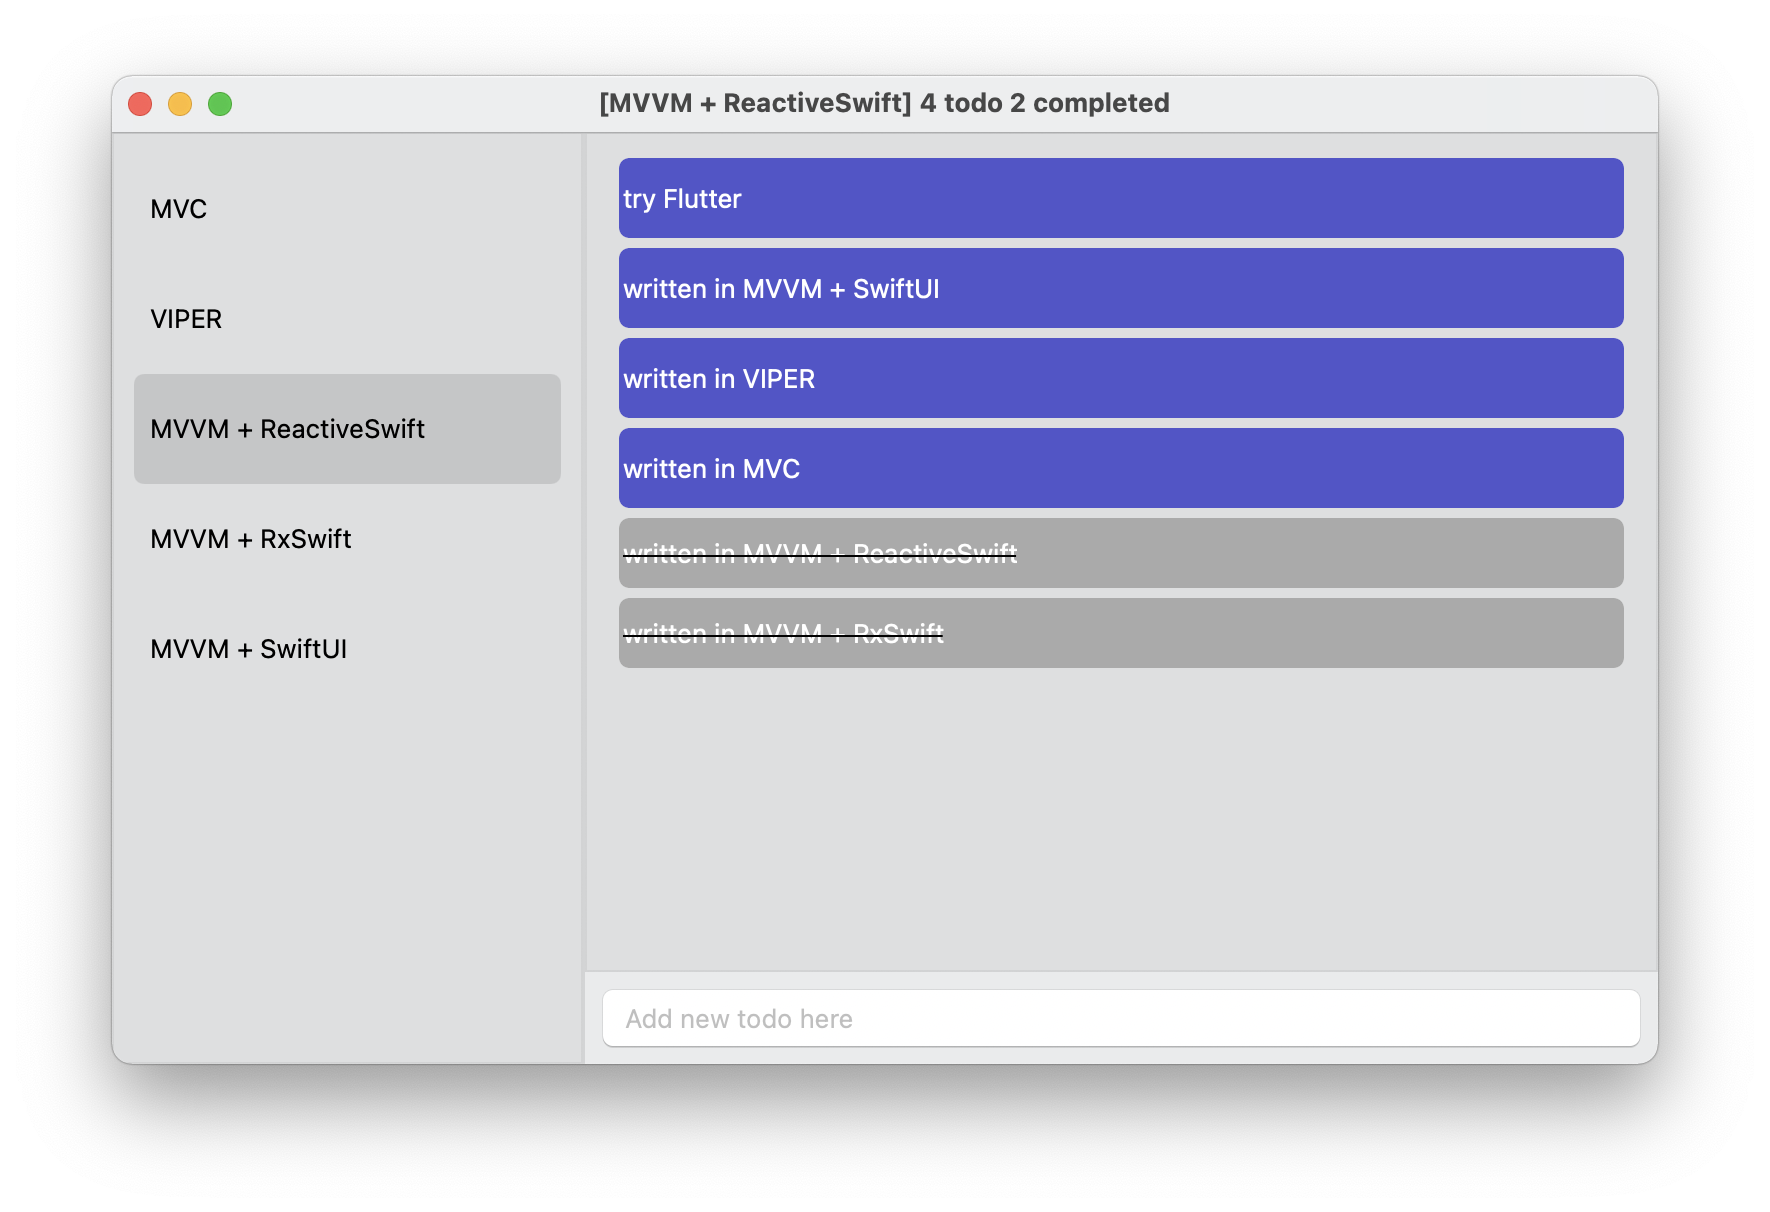 [MVVM + ReactiveSwift] 4 todo 2 completed
MVC
VIPER
MVVM + ReactiveSwift
MVVM + RxSwift
MVVM + SwiftUI
try Flutter
written in MVVM + SwiftUI
written in VIPER
written in MVC
written in MVVM + ReactiveSwift
written in MVVM + RxSwift
Add new todo here